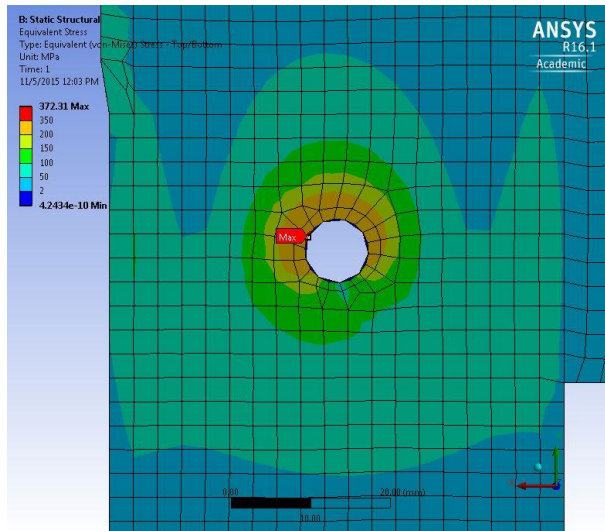 B: Static Structural
Equivalent Stress
Type: Equivalent (von-Mises) Stress - Top/Bottom
Unit: MPa
Time: 1
11/5/2015 12:03 PM
372.31 Max
350
200
150
100
50
2
4.2434e-10 Min
ANSYS
R16.1
Academic
Max
0.00
20.00 (mm)
10.00